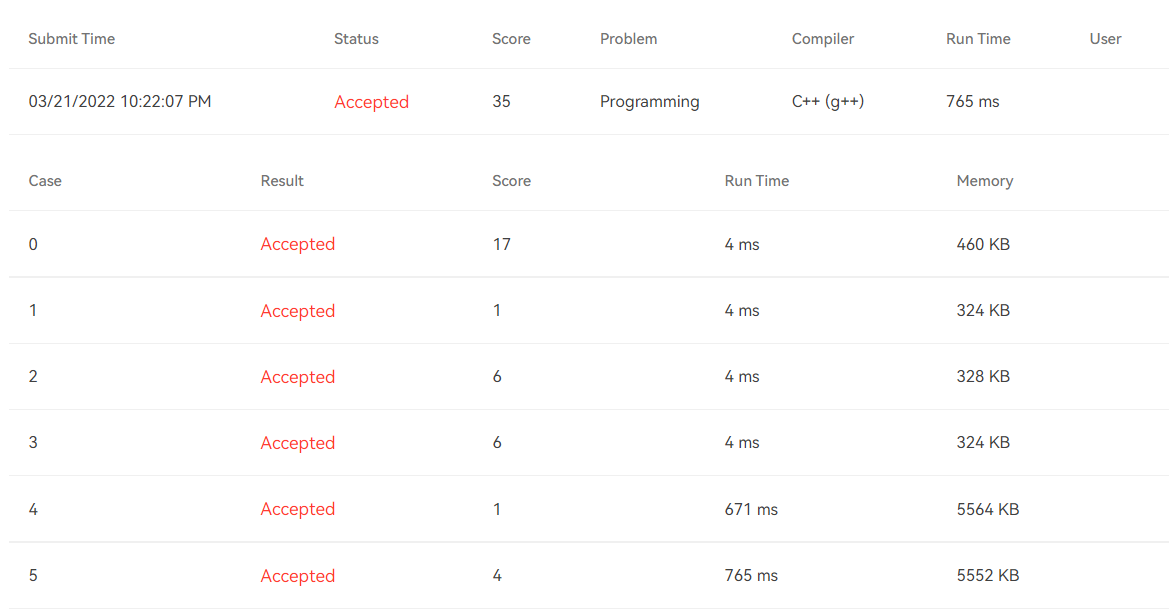 Submit Time Status Score Problem Compiler Run Time User
03/21/2022 10:22:07 PM Accepted 35 Programming C++ (g++) 765 ms
Case Result Score Run Time Memory
0 Accepted 17 4 ms 460 KB
1 Accepted 1 4 ms 324 KB
2 Accepted 6 4 ms 328 KB
3 Accepted 6 4 ms 324 KB
4 Accepted 1 671 ms 5564 KB
5 Accepted 4 765 ms 5552 KB